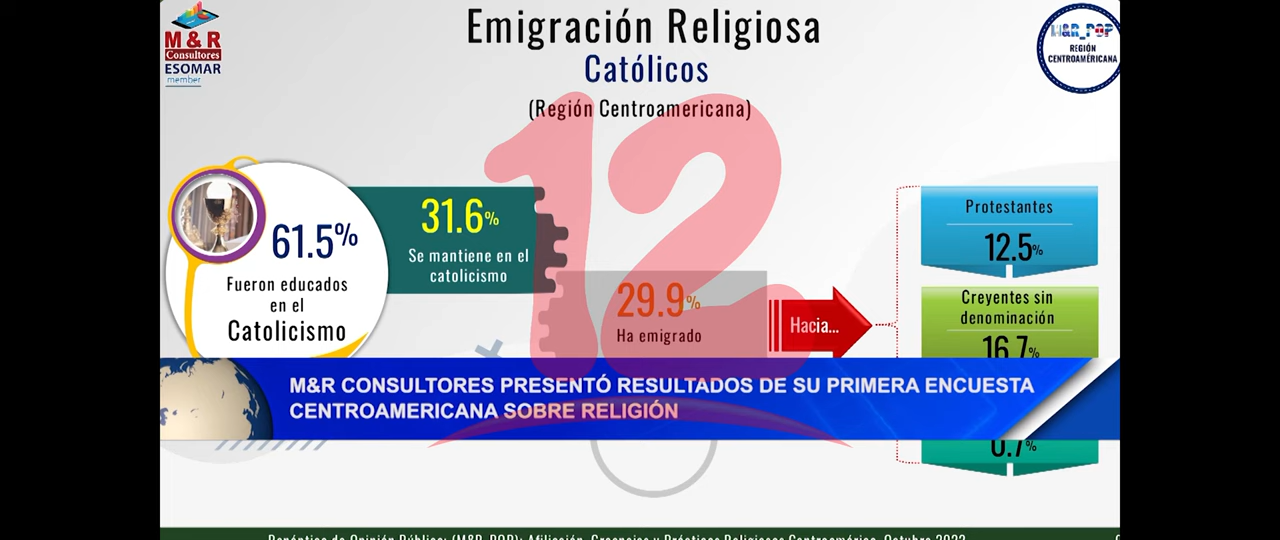 Emigración Religiosa
Católicos
(Región Centroamericana)
M&R
Consultores
ESOMAR
member
M&R_POP
REGIÓN
CENTROAMÉRICANA
12
61.5%
Fueron educados
en el
Catolicismo
31.6%
Se mantiene en el
catolicismo
29.9%
Ha emigrado
Hacia...
Protestantes
12.5%
Creyentes sin
denominación
16.7%
0.7%
M&R CONSULTORES PRESENTÓ RESULTADOS DE SU PRIMERA ENCUESTA
CENTROAMERICANA SOBRE RELIGIÓN